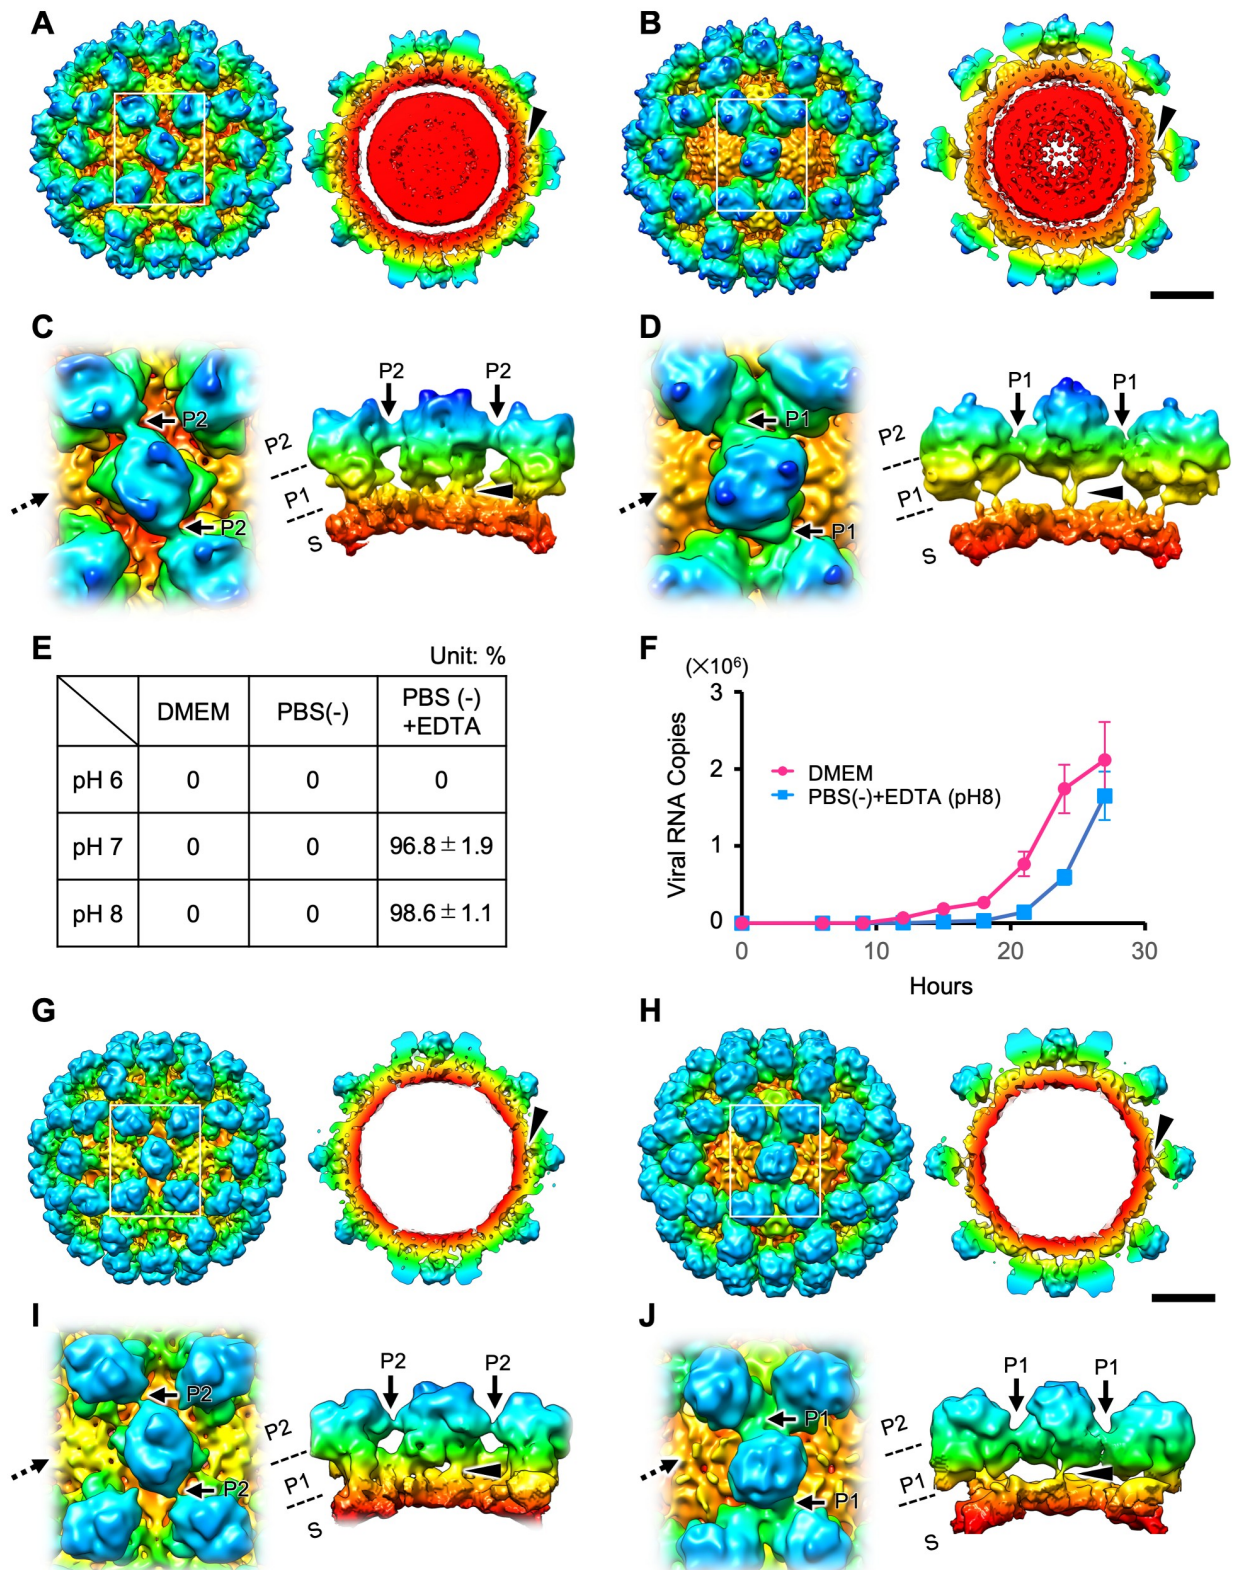 A
B
C
P2
P2
P2
P2
P2
P1
S
D
P1
P1
P1
P1
P2
P1
S
E
Unit: %
DMEM PBS(-) PBS (-)
+EDTA
pH 6 0 0 0
pH 7 0 0 96.8±1.9
pH 8 0 0 98.6±1.1
F
(×10⁶)
Viral RNA Copies
3
2
1
0
DMEM
PBS(-)+EDTA (pH8)
0 10 20 30
Hours
G
H
I
P2
P2
P2
P2
P2
P1
S
J
P1
P1
P1
P1
P2
P1
S